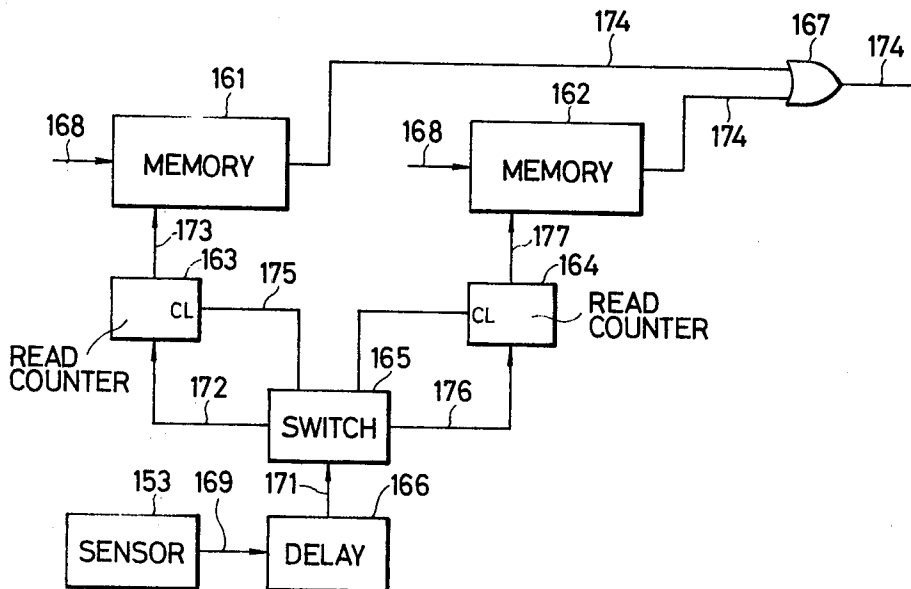 174
167
174
161
162
168
168
174
MEMORY
MEMORY
173
177
163
175
164
CL
CL
READ
COUNTER
READ
COUNTER
165
172
176
SWITCH
171
166
153
169
SENSOR
DELAY